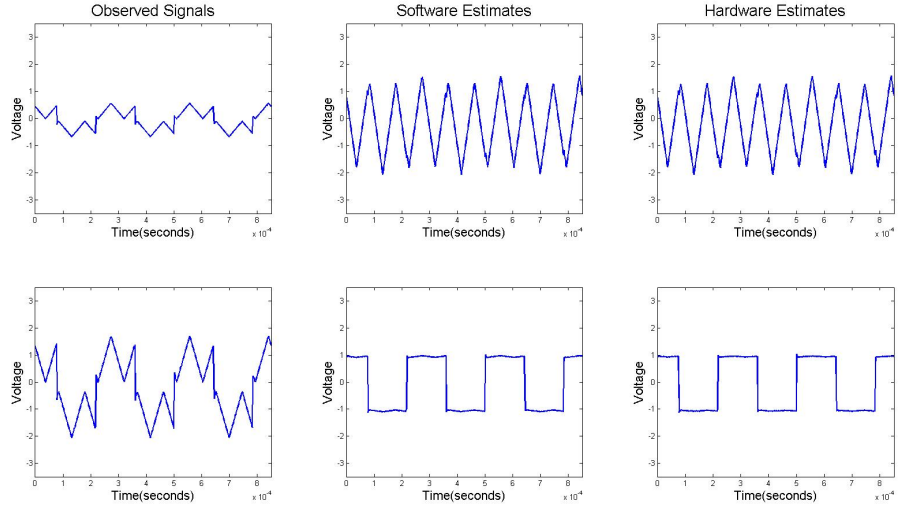 Observed Signals
Software Estimates
Hardware Estimates
3
2
1
0
-1
-2
-3
Voltage
0 1 2 3 4 5 6 7 8
x 10⁻⁴
Time(seconds)
3
2
1
0
-1
-2
-3
Voltage
0 1 2 3 4 5 6 7 8
x 10⁻⁴
Time(seconds)
3
2
1
0
-1
-2
-3
Voltage
0 1 2 3 4 5 6 7 8
x 10⁻⁴
Time(seconds)
3
2
1
0
-1
-2
-3
Voltage
0 1 2 3 4 5 6 7 8
x 10⁻⁴
Time(seconds)
3
2
1
0
-1
-2
-3
Voltage
0 1 2 3 4 5 6 7 8
x 10⁻⁴
Time(seconds)
3
2
1
0
-1
-2
-3
Voltage
0 1 2 3 4 5 6 7 8
x 10⁻⁴
Time(seconds)